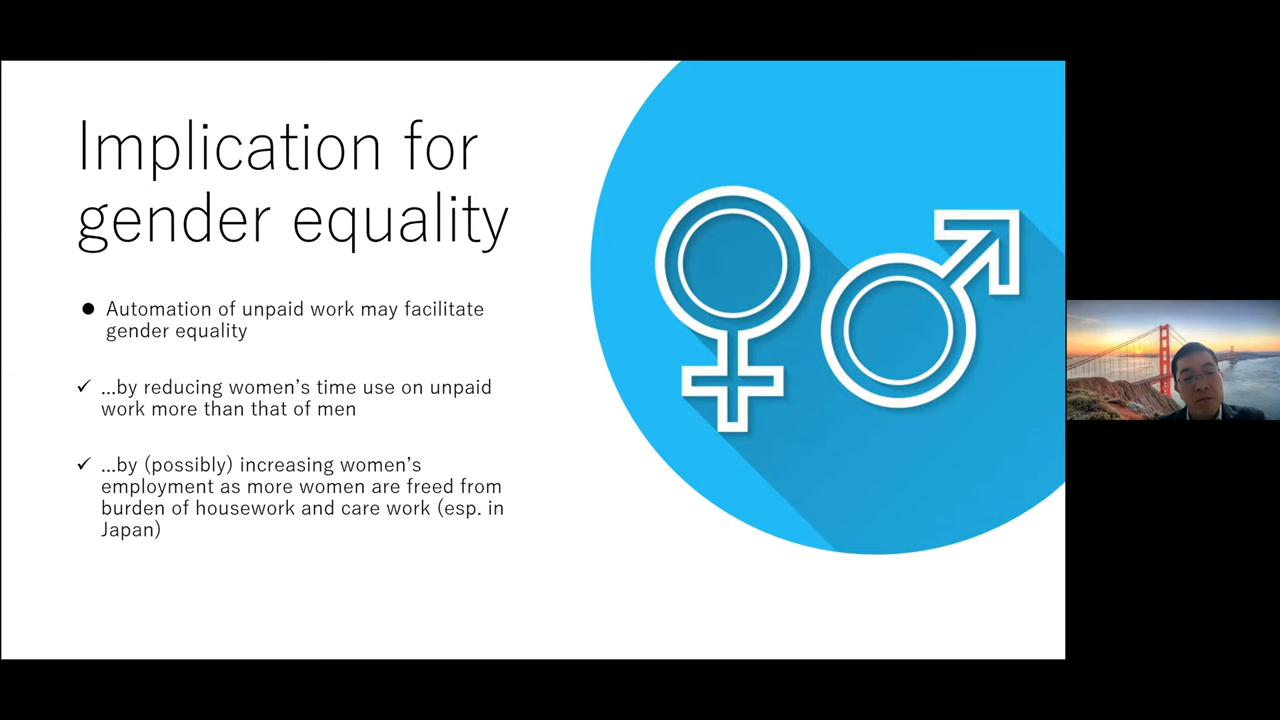 Implication for
gender equality
● Automation of unpaid work may facilitate
gender equality
✓ …by reducing women’s time use on unpaid
work more than that of men
✓ …by (possibly) increasing women’s
employment as more women are freed from
burden of housework and care work (esp. in
Japan)